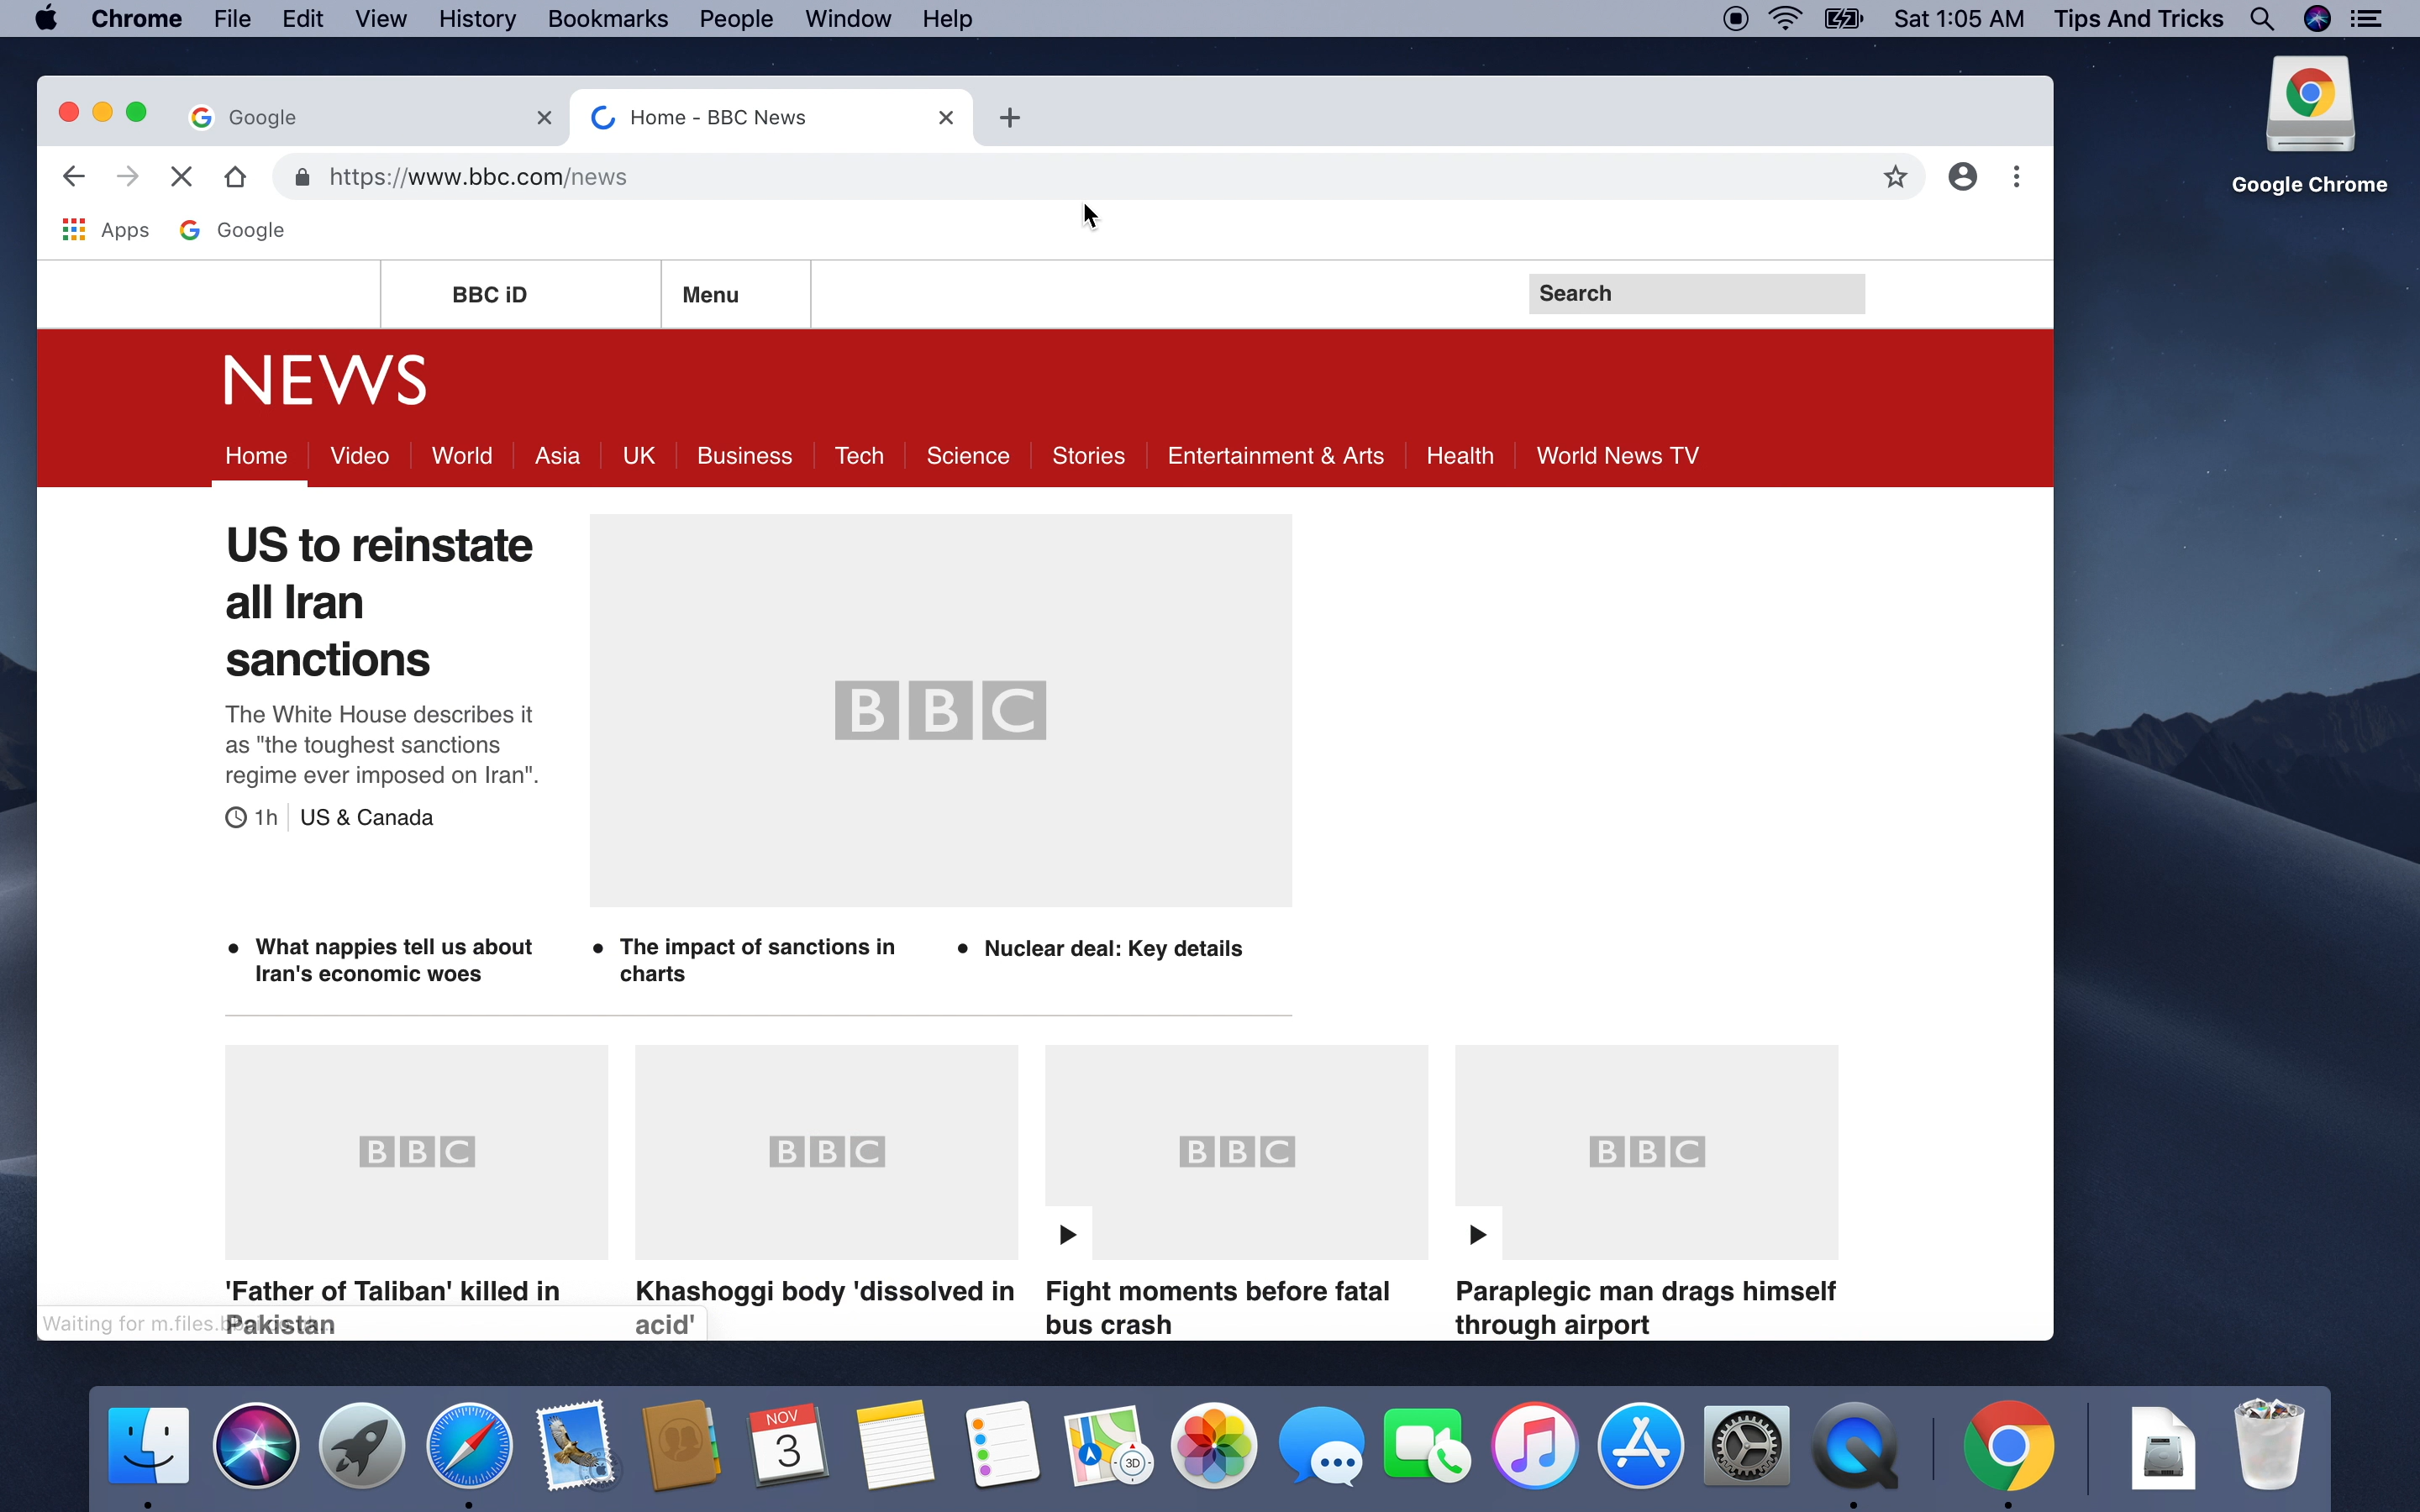 Chrome File Edit View History Bookmarks People Window Help Sat 1:05 AM Tips And Tricks
Google Home - BBC News
https://www.bbc.com/news
Apps Google
Google Chrome
BBC iD Menu Search
NEWS
Home Video World Asia UK Business Tech Science Stories Entertainment & Arts Health World News TV
US to reinstate
all Iran
sanctions
The White House describes it
as "the toughest sanctions
regime ever imposed on Iran".
1h US & Canada
BBC
What nappies tell us about
Iran's economic woes
The impact of sanctions in
charts
Nuclear deal: Key details
BBC BBC BBC BBC
'Father of Taliban' killed in
Pakistan
Khashoggi body 'dissolved in
acid'
Fight moments before fatal
bus crash
Paraplegic man drags himself
through airport
Waiting for m.files.
NOV
3
3D